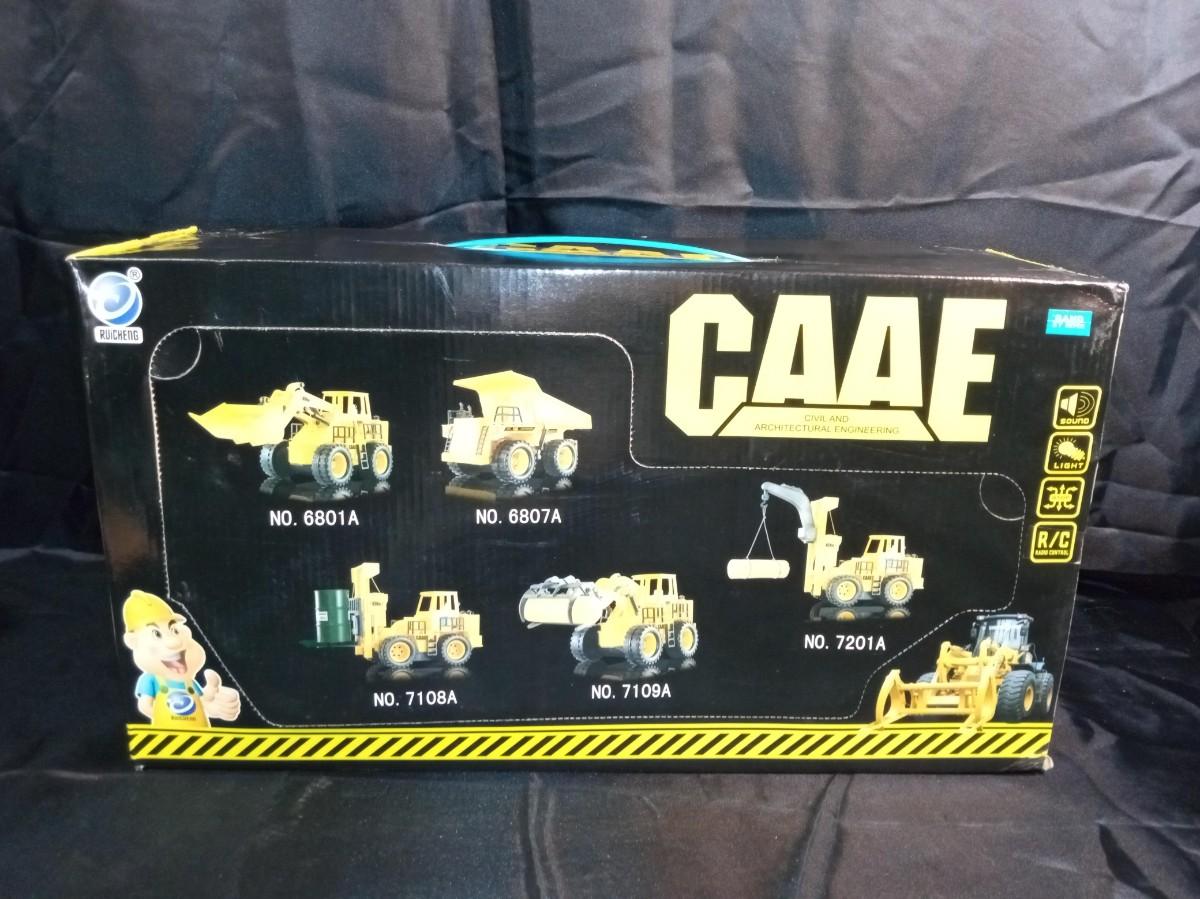 ®
RUiCHENG
CAAE
CIVIL AND
ARCHITECTURAL ENGINEERING
SOUND
LIGHT
R/C
RADIO CONTROL
NO. 6801A
NO. 6807A
NO. 7201A
NO. 7108A
NO. 7109A